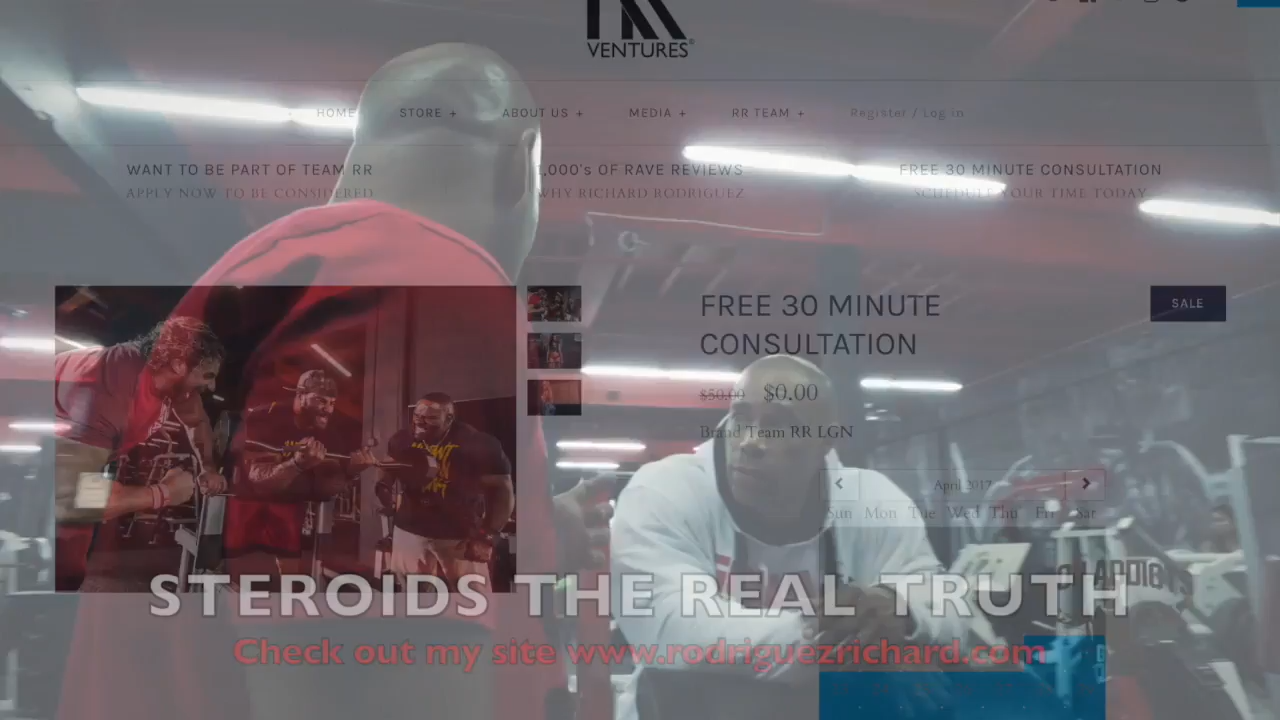 VENTURES®
HOME STORE + ABOUT US + MEDIA + RR TEAM + Register / Log in
WANT TO BE PART OF TEAM RR
APPLY NOW TO BE CONSIDERED
1,000's OF RAVE REVIEWS
WHY RICHARD RODRIGUEZ
FREE 30 MINUTE CONSULTATION
SCHEDULE YOUR TIME TODAY
FREE 30 MINUTE
CONSULTATION
SALE
$50.00 $0.00
Brand Team RR LGN
April 2017
Sun Mon Tue Wed Thu Fri Sat
STEROIDS THE REAL TRUTH
Check out my site www.rodriguezrichard.com